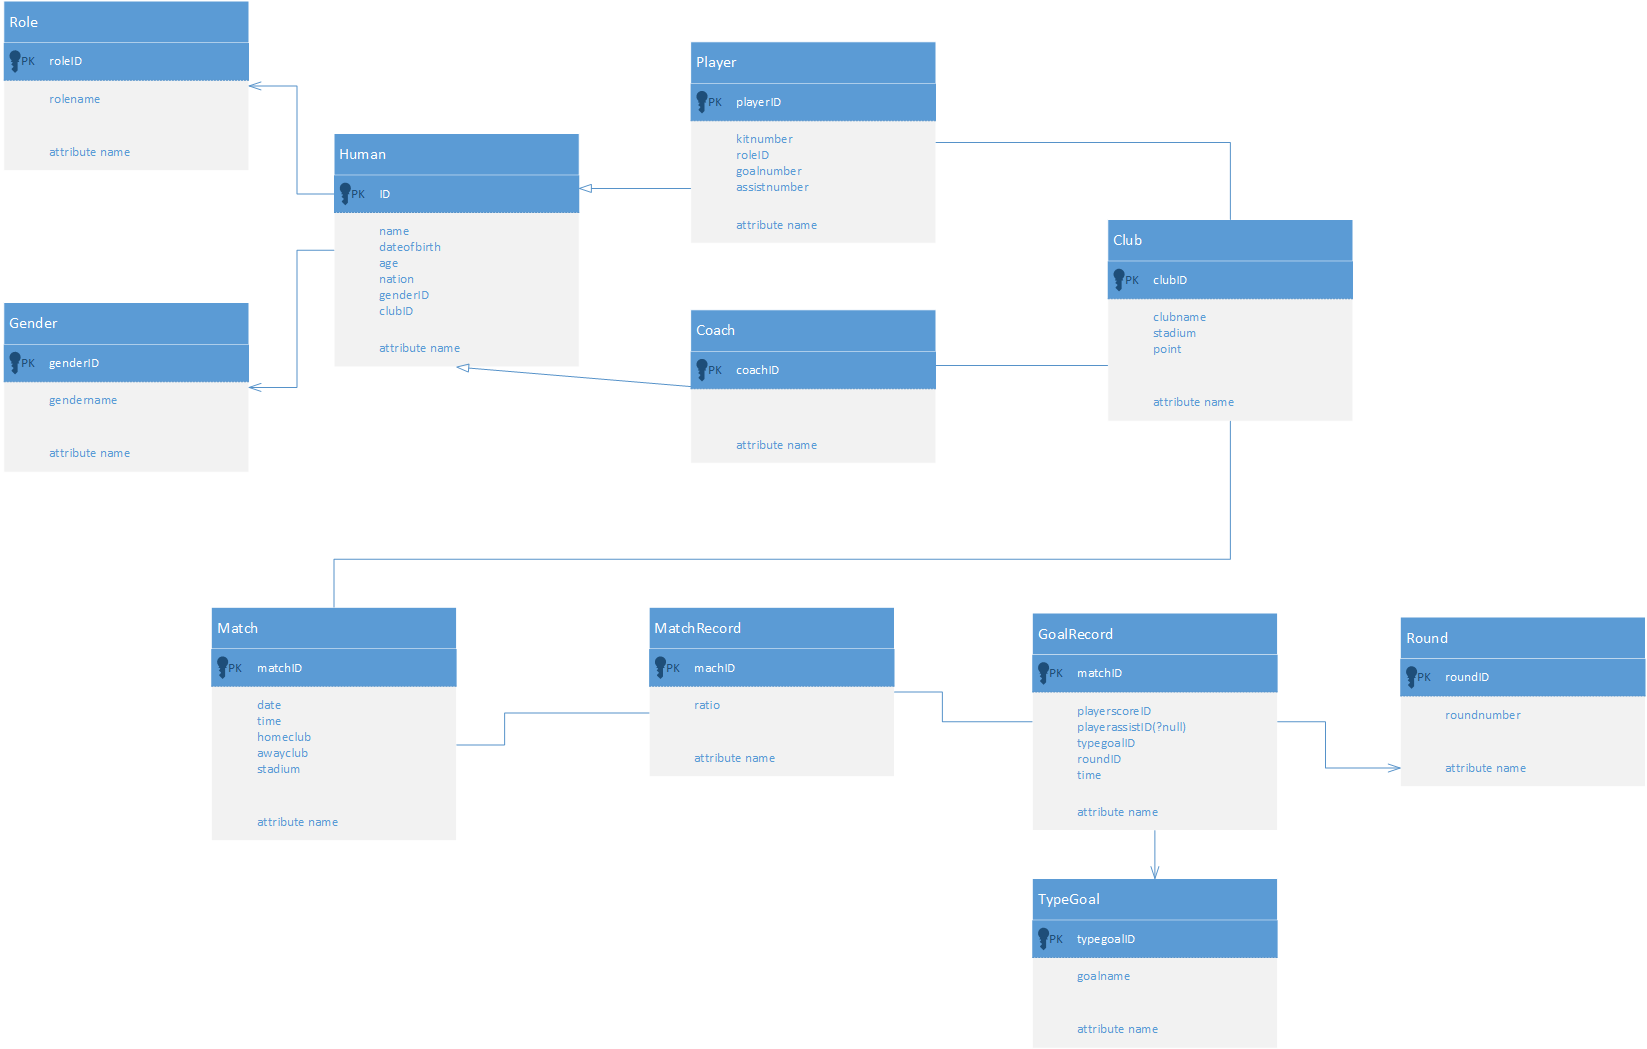 Role
PK roleID
rolename
attribute name
Player
PK playerID
kitnumber
roleID
goalnumber
assistnumber
attribute name
Human
PK ID
name
dateofbirth
age
nation
genderID
clubID
attribute name
Club
PK clubID
clubname
stadium
point
attribute name
Gender
PK genderID
gendername
attribute name
Coach
PK coachID
attribute name
Match
PK matchID
date
time
homeclub
awayclub
stadium
attribute name
MatchRecord
PK machID
ratio
attribute name
GoalRecord
PK matchID
playerscoreID
playerassistID(?null)
typegoalID
roundID
time
attribute name
Round
PK roundID
roundnumber
attribute name
TypeGoal
PK typegoalID
goalname
attribute name